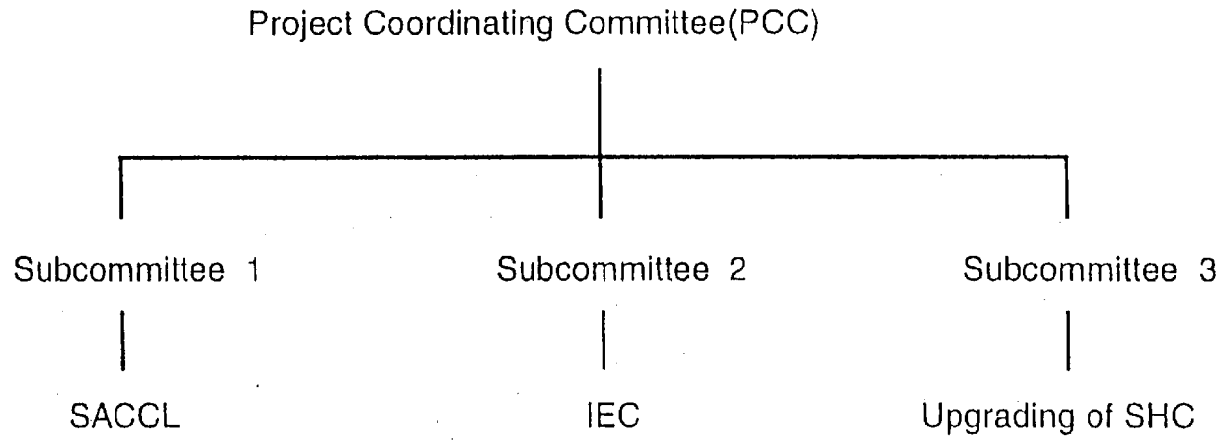 Project Coordinating Committee(PCC)
Subcommittee 1 Subcommittee 2 Subcommittee 3
SACCL IEC Upgrading of SHC